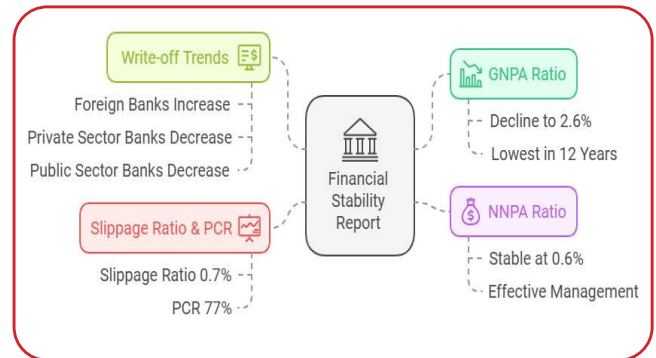 Write-off Trends
Foreign Banks Increase
Private Sector Banks Decrease
Public Sector Banks Decrease
Slippage Ratio & PCR
Slippage Ratio 0.7%
PCR 77%
Financial
Stability
Report
GNPA Ratio
Decline to 2.6%
Lowest in 12 Years
NNPA Ratio
Stable at 0.6%
Effective Management